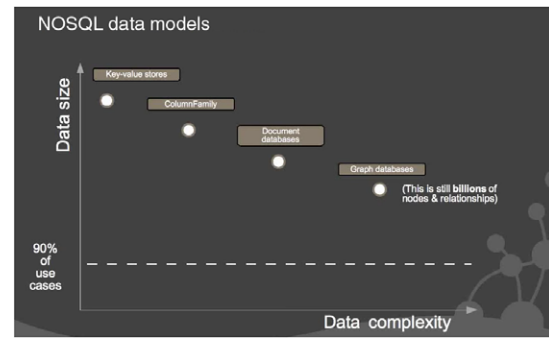 NOSQL data models
Data size
Key-value stores
ColumnFamily
Document
databases
Graph databases
(This is still billions of
nodes & relationships)
90%
of
use
cases
Data complexity